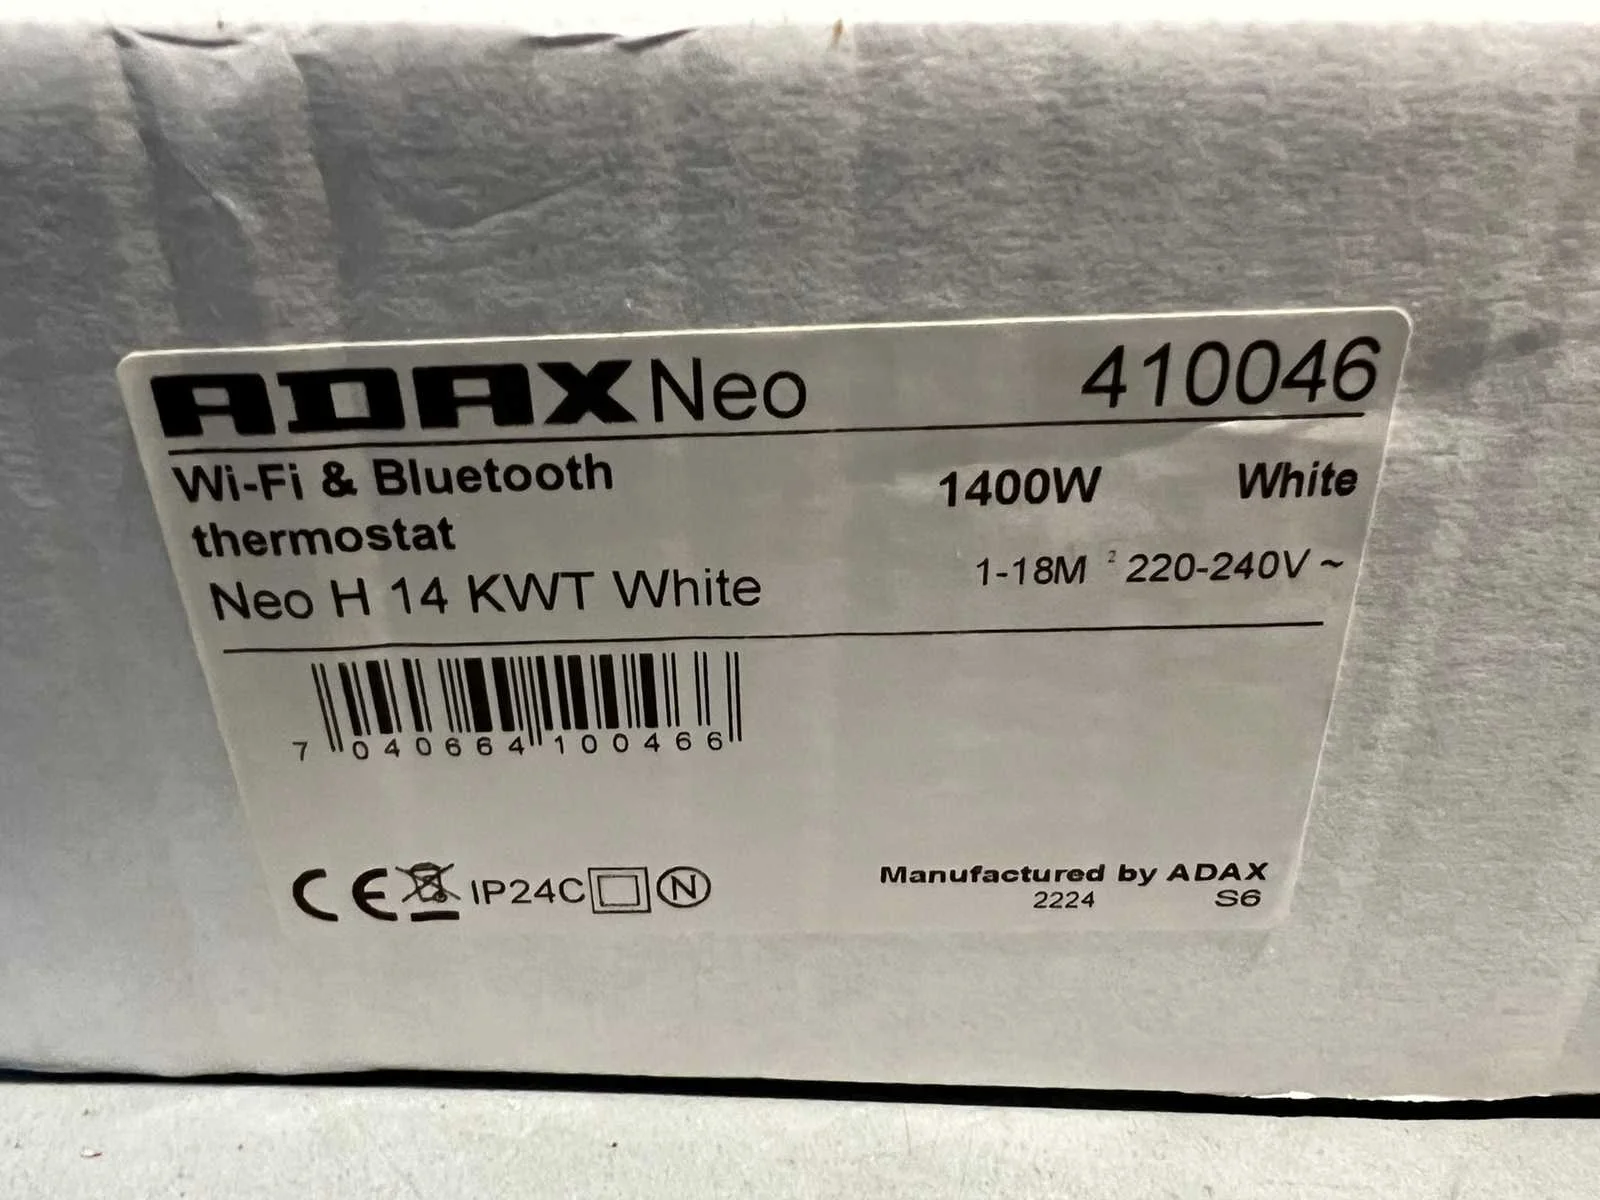 ADAX Neo 410046
Wi-Fi & Bluetooth 1400W White
thermostat
1-18M ² 220-240V ~
Neo H 14 KWT White
7 040664 100466
CE IP24C N
Manufactured by ADAX
2224 S6